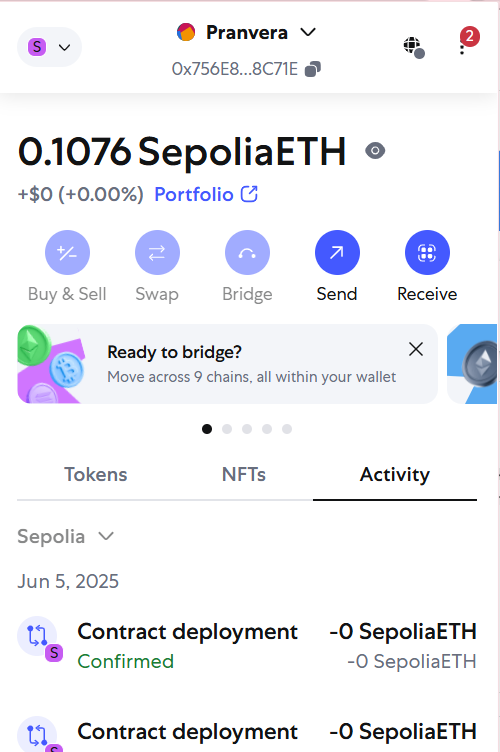 S
Pranvera
0x756E8...8C71E
2
0.1076 SepoliaETH
+$0 (+0.00%) Portfolio
Buy & Sell
Swap
Bridge
Send
Receive
Ready to bridge?
Move across 9 chains, all within your wallet
Tokens
NFTs
Activity
Sepolia
Jun 5, 2025
Contract deployment -0 SepoliaETH
S
Confirmed -0 SepoliaETH
Contract deployment -0 SepoliaETH
S